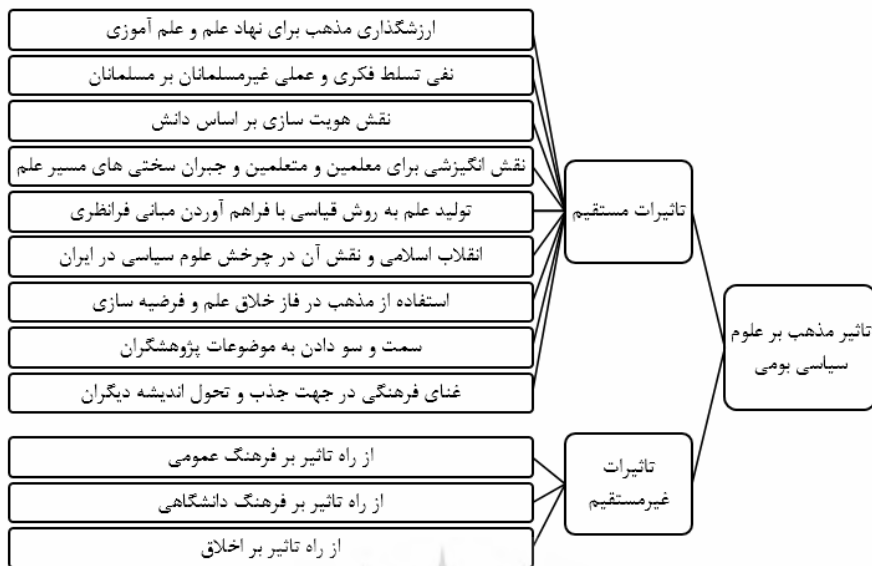 تاثیر مذهب بر علوم
سیاسی بومی
تاثیرات مستقیم
ارزشگذاری مذهب برای نهاد علم و علم آموزی
نفی تسلط فکری و عملی غیرمسلمانان بر مسلمانان
نقش هویت سازی بر اساس دانش
نقش انگیزشی برای معلمین و متعلمین و جبران سختی های مسیر علم
تولید علم به روش قیاسی با فراهم آوردن مبانی فرانظری
انقلاب اسلامی و نقش آن در چرخش علوم سیاسی در ایران
استفاده از مذهب در فاز خلاق علم و فرضیه سازی
سمت و سو دادن به موضوعات پژوهشگران
غنای فرهنگی در جهت جذب و تحول اندیشه دیگران
تاثیرات
غیرمستقیم
از راه تاثیر بر فرهنگ عمومی
از راه تاثیر بر فرهنگ دانشگاهی
از راه تاثیر بر اخلاق